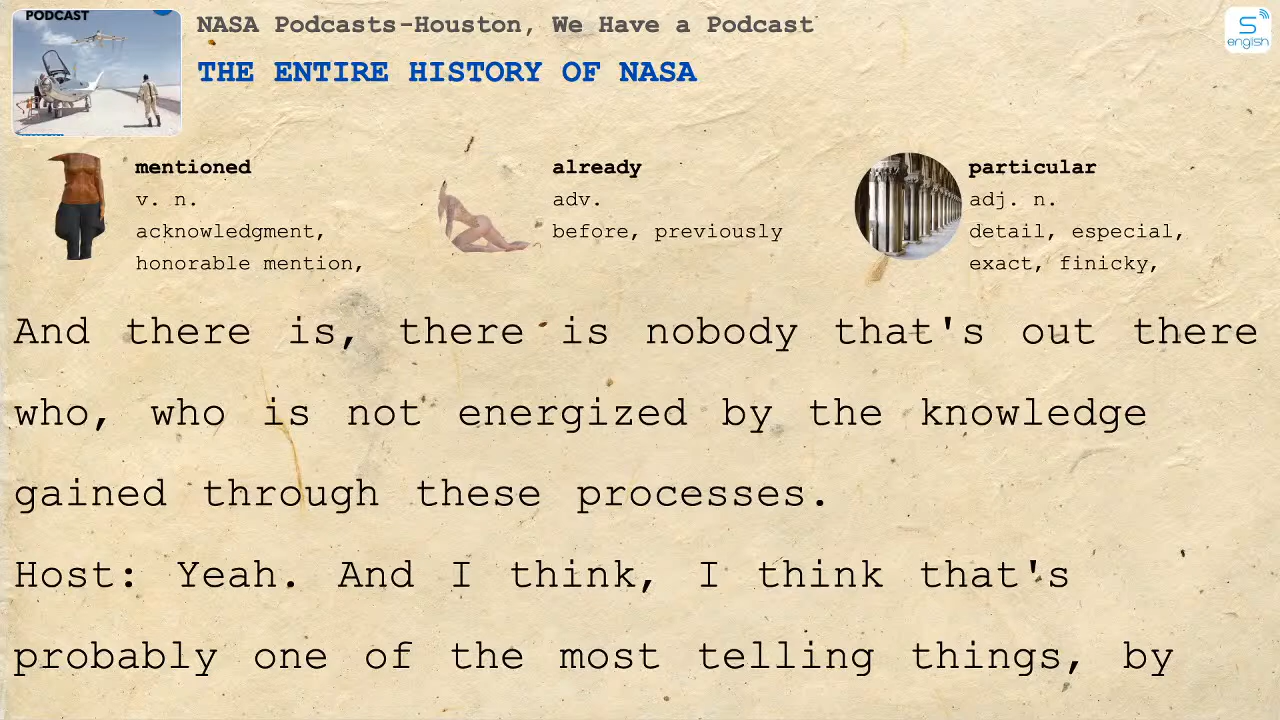 PODCAST
NASA Podcasts-Houston, We Have a Podcast
THE ENTIRE HISTORY OF NASA
S
english
mentioned
v. n.
acknowledgment,
honorable mention,
already
adv.
before, previously
particular
adj. n.
detail, especial,
exact, finicky,
And there is, there is nobody that's out there
who, who is not energized by the knowledge
gained through these processes.
Host: Yeah. And I think, I think that's
probably one of the most telling things, by